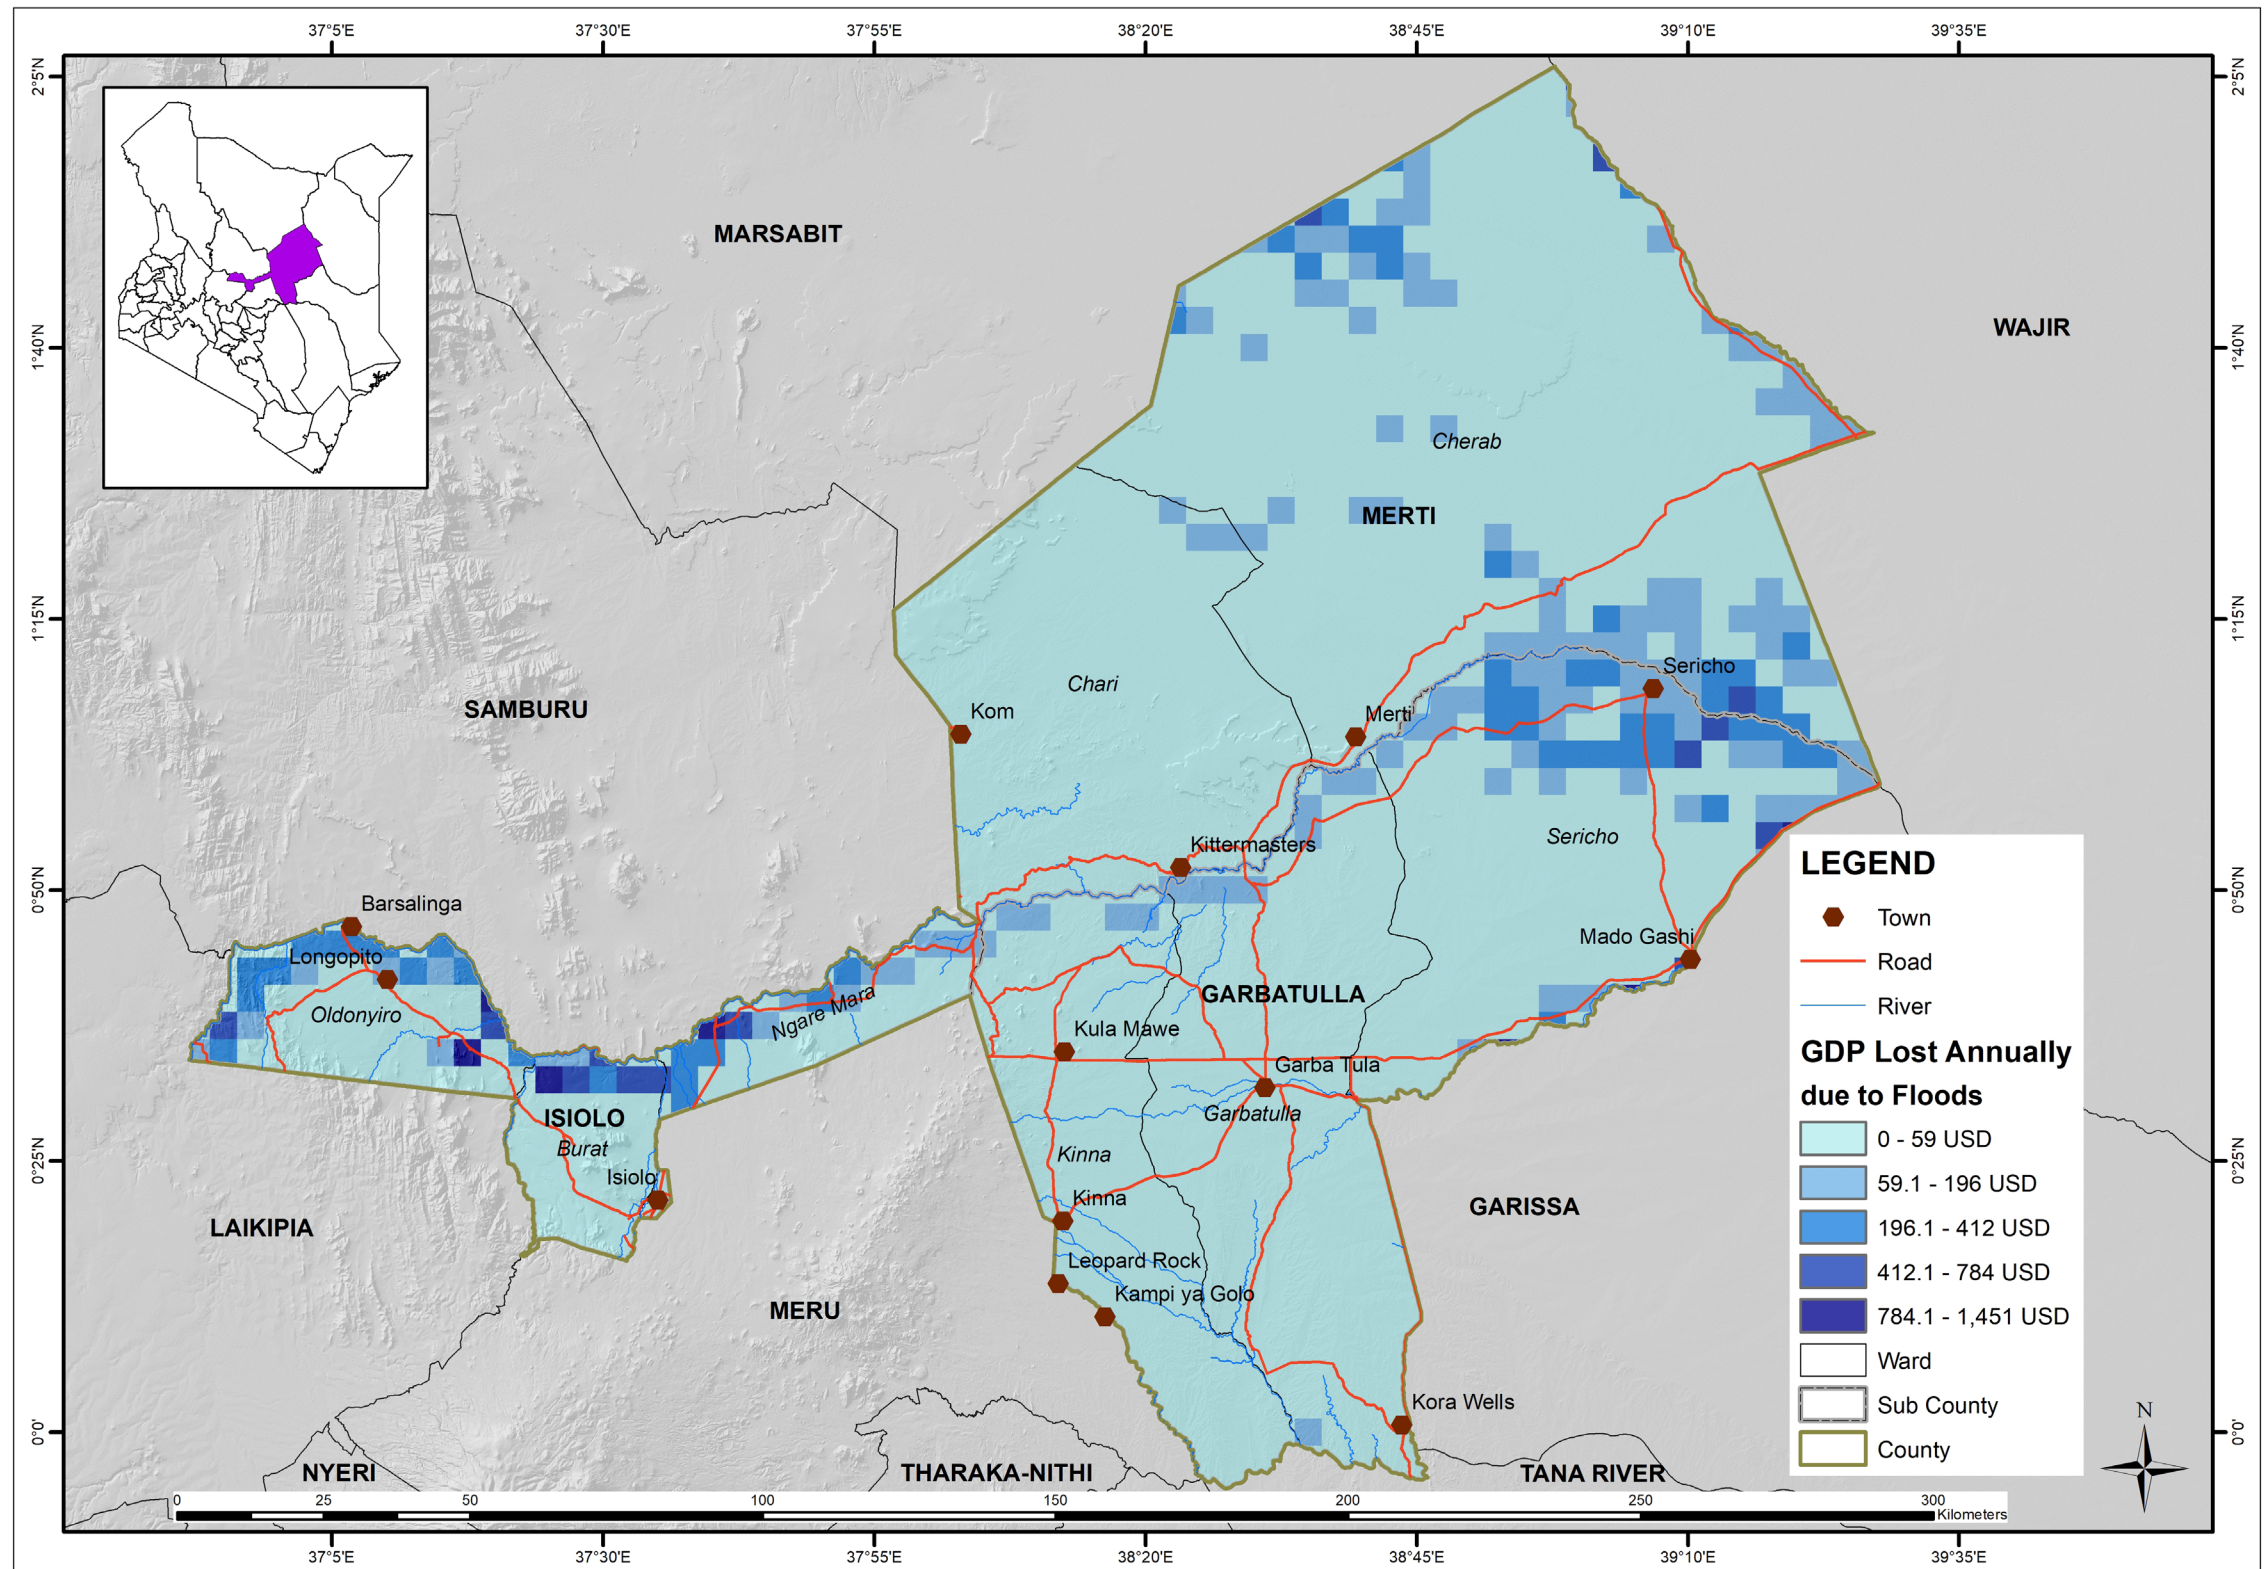 37°5'E
37°30'E
37°55'E
38°20'E
38°45'E
39°10'E
39°35'E
2°5'N
2°5'N
MARSABIT
WAJIR
1°40'N
1°40'N
Cherab
MERTI
1°15'N
1°15'N
Sericho
Chari
SAMBURU
Kom
Merti
Sericho
Kittermasters
0°50'N
0°50'N
Barsalinga
Longopito
Mado Gashi
Oldonyiro
Ngare Mara
GARBATULLA
Kula Mawe
Garba Tula
ISIOLO
Garbatulla
Burat
Kinna
0°25'N
0°25'N
Isiolo
Kinna
GARISSA
LAIKIPIA
Leopard Rock
Kampi ya Golo
MERU
Kora Wells
0°0'
0°0'
NYERI
THARAKA-NITHI
TANA RIVER
LEGEND
Town
Road
River
GDP Lost Annually
due to Floods
0 - 59 USD
59.1 - 196 USD
196.1 - 412 USD
412.1 - 784 USD
784.1 - 1,451 USD
Ward
Sub County
County
N
0 25 50 100 150 200 250 300
Kilometers
37°5'E
37°30'E
37°55'E
38°20'E
38°45'E
39°10'E
39°35'E